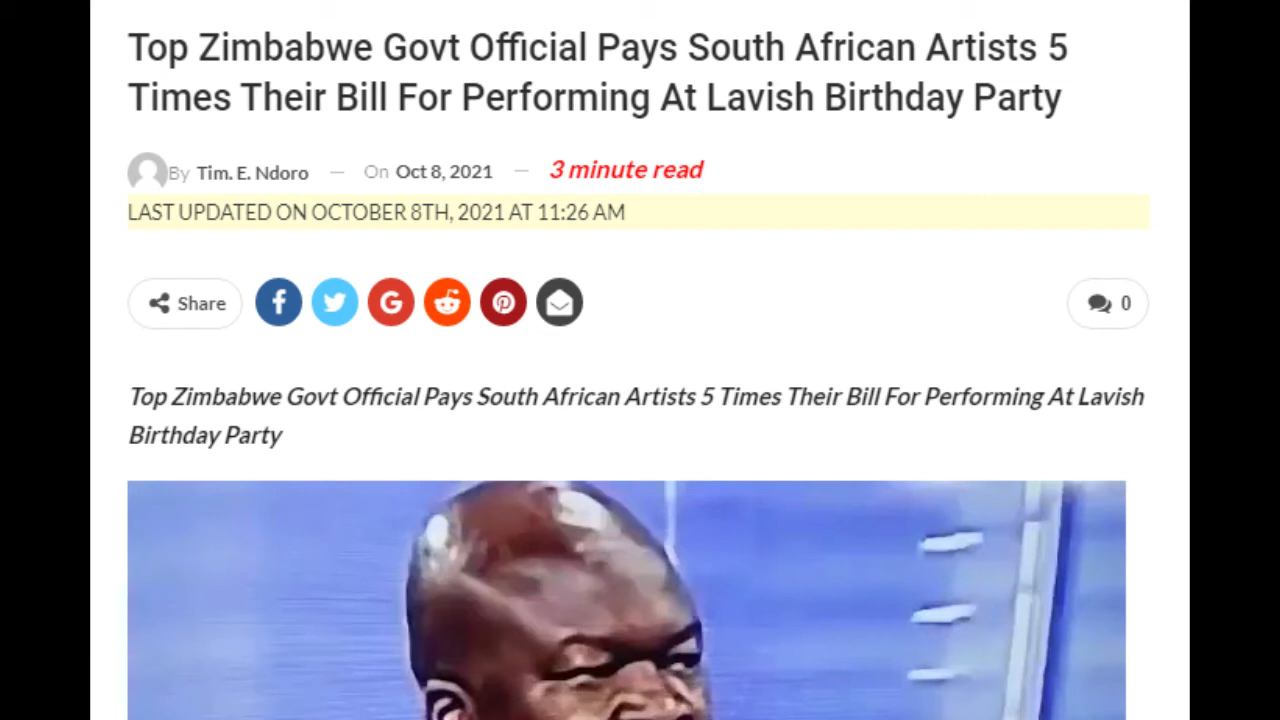 Top Zimbabwe Govt Official Pays South African Artists 5
Times Their Bill For Performing At Lavish Birthday Party
By Tim. E. Ndoro — On Oct 8, 2021 — 3 minute read
LAST UPDATED ON OCTOBER 8TH, 2021 AT 11:26 AM
Share f G 0
Top Zimbabwe Govt Official Pays South African Artists 5 Times Their Bill For Performing At Lavish
Birthday Party